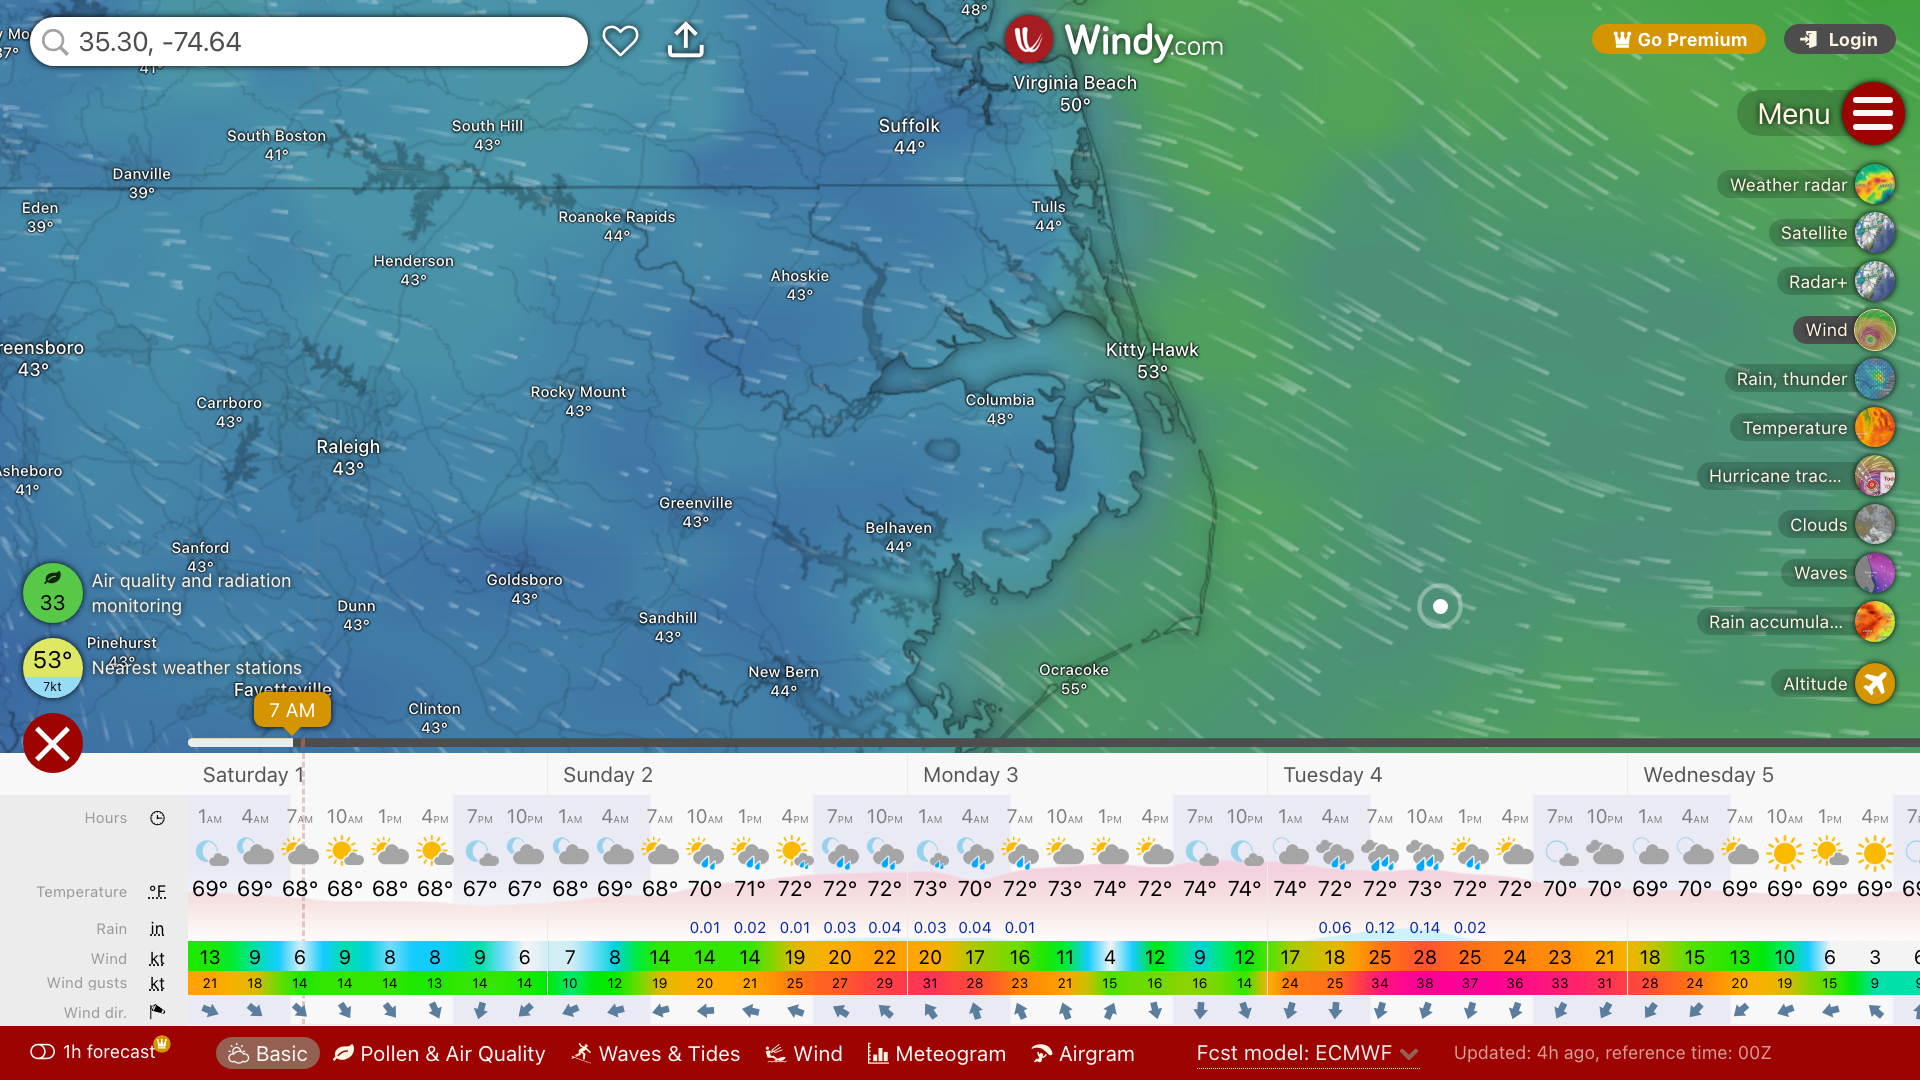 35.30, -74.64
Windy.com
Go Premium
Login
Menu
48°
Virginia Beach
50°
41°
South Boston
41°
South Hill
43°
Suffolk
44°
Danville
39°
Eden
39°
Roanoke Rapids
44°
Tulls
44°
Henderson
43°
Ahoskie
43°
reensboro
43°
Kitty Hawk
53°
Carrboro
43°
Rocky Mount
43°
Columbia
48°
Raleigh
43°
sheboro
41°
Greenville
43°
Belhaven
44°
Sanford
43°
Goldsboro
43°
Dunn
43°
Sandhill
43°
Pinehurst
43°
New Bern
44°
Ocracoke
55°
Fayetteville
Clinton
43°
Weather radar
Satellite
Radar+
Wind
Rain, thunder
Temperature
Hurricane trac...
Clouds
Waves
Rain accumula...
Altitude
33
Air quality and radiation
monitoring
53°
7kt
Nearest weather stations
7 AM
Saturday 1 Sunday 2 Monday 3 Tuesday 4 Wednesday 5
Hours 1AM 4AM 7AM 10AM 1PM 4PM 7PM 10PM 1AM 4AM 7AM 10AM 1PM 4PM 7PM 10PM 1AM 4AM 7AM 10AM 1PM 4PM 7PM 10PM 1AM 4AM 7AM 10AM 1PM 4PM 7PM 10PM 1AM 4AM 7AM 10AM 1PM 4PM
Temperature °F 69° 69° 68° 68° 68° 68° 67° 67° 68° 69° 68° 70° 71° 72° 72° 72° 73° 70° 72° 73° 74° 72° 74° 74° 74° 72° 72° 73° 72° 72° 70° 70° 69° 70° 69° 69° 69° 69° 69
Rain in 0.01 0.02 0.01 0.03 0.04 0.03 0.04 0.01 0.06 0.12 0.14 0.02
Wind kt 13 9 6 9 8 8 9 6 7 8 14 14 14 19 20 22 20 17 16 11 4 12 9 12 17 18 25 28 25 24 23 21 18 15 13 10 6 3
Wind gusts kt 21 18 14 14 14 13 14 14 10 12 19 20 21 25 27 29 31 28 23 21 15 16 16 14 24 25 34 38 37 36 33 31 28 24 20 19 15 9
Wind dir.
1h forecast
Basic
Pollen & Air Quality
Waves & Tides
Wind
Meteogram
Airgram
Fcst model: ECMWF
Updated: 4h ago, reference time: 00Z